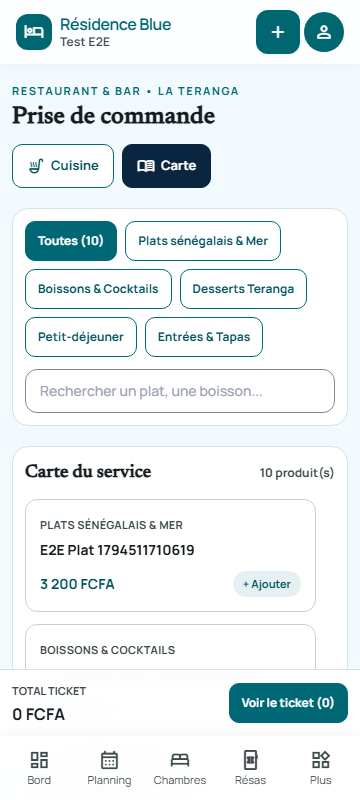 Résidence Blue
Test E2E
RESTAURANT & BAR • LA TERANGA
Prise de commande
Cuisine
Carte
Toutes (10)
Plats sénégalais & Mer
Boissons & Cocktails
Desserts Teranga
Petit-déjeuner
Entrées & Tapas
Rechercher un plat, une boisson...
Carte du service
10 produit(s)
PLATS SÉNÉGALAIS & MER
E2E Plat 1794511710619
3 200 FCFA
+ Ajouter
BOISSONS & COCKTAILS
TOTAL TICKET
0 FCFA
Voir le ticket (0)
Bord
Planning
Chambres
Résas
Plus